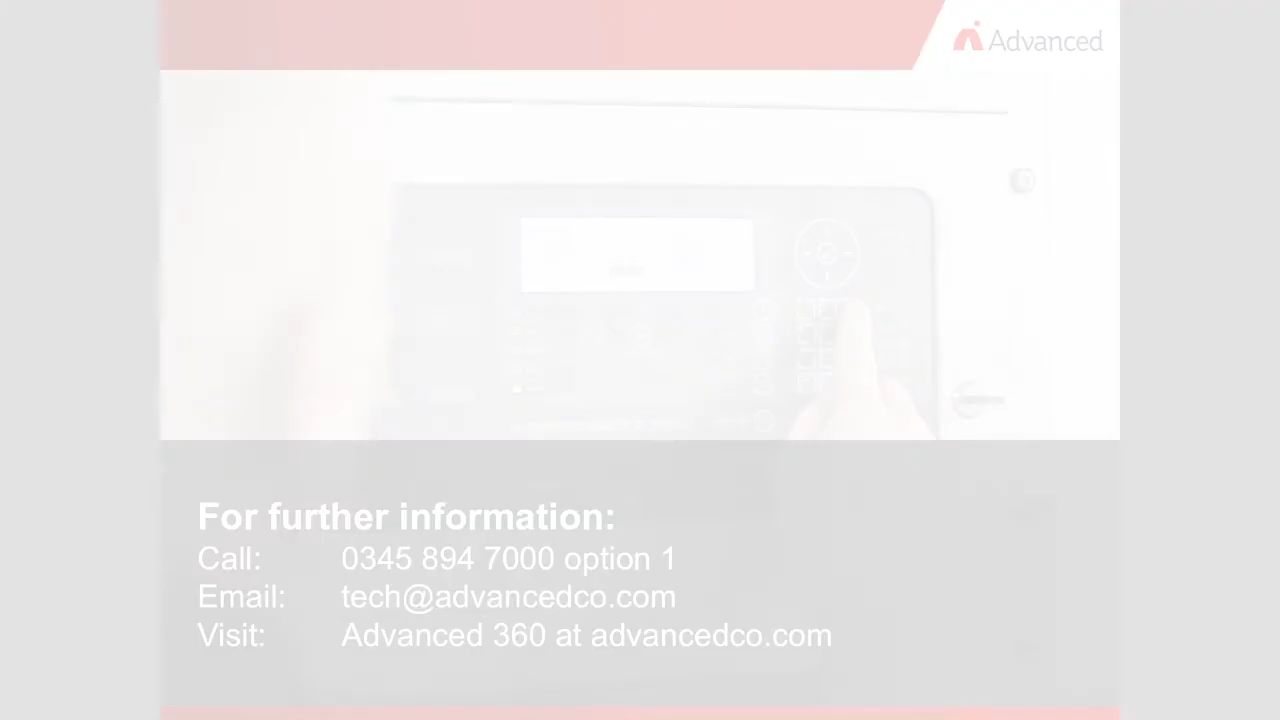 Advanced
For further information:
Call: 0345 894 7000 option 1
Email: tech@advancedco.com
Visit: Advanced 360 at advancedco.com